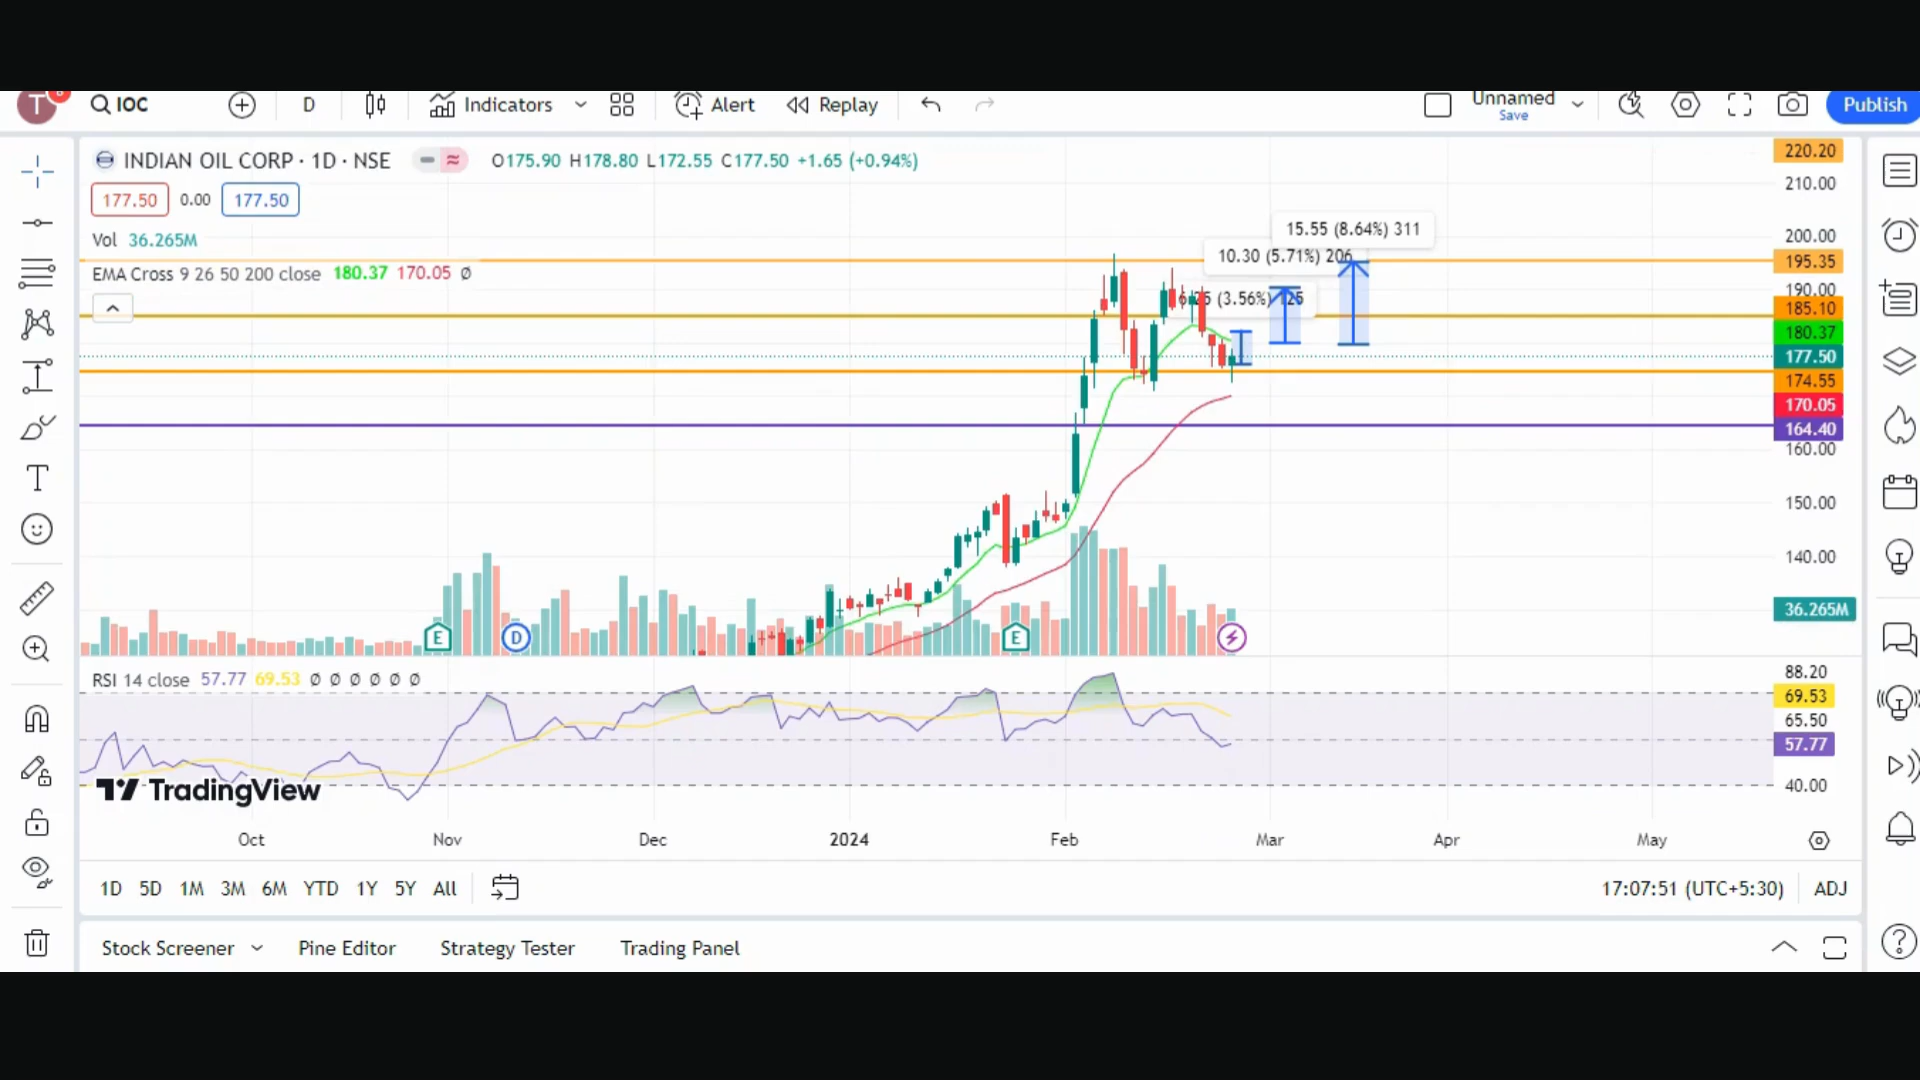 T
IOC
D
Indicators
Alert
Replay
Unnamed
Save
Publish
INDIAN OIL CORP · 1D · NSE
O175.90 H178.80 L172.55 C177.50 +1.65 (+0.94%)
177.50 0.00 177.50
Vol 36.265M
EMA Cross 9 26 50 200 close 180.37 170.05 Ø
15.55 (8.64%) 311
10.30 (5.71%) 206
(3.56%)
220.20
210.00
200.00
195.35
190.00
185.10
180.37
177.50
174.55
170.05
164.40
160.00
150.00
140.00
36.265M
E D E
RSI 14 close 57.77 69.53 Ø Ø Ø Ø Ø Ø
88.20
69.53
65.50
57.77
40.00
TradingView
Oct Nov Dec 2024 Feb Mar Apr May
1D 5D 1M 3M 6M YTD 1Y 5Y All
17:07:51 (UTC+5:30) ADJ
Stock Screener Pine Editor Strategy Tester Trading Panel